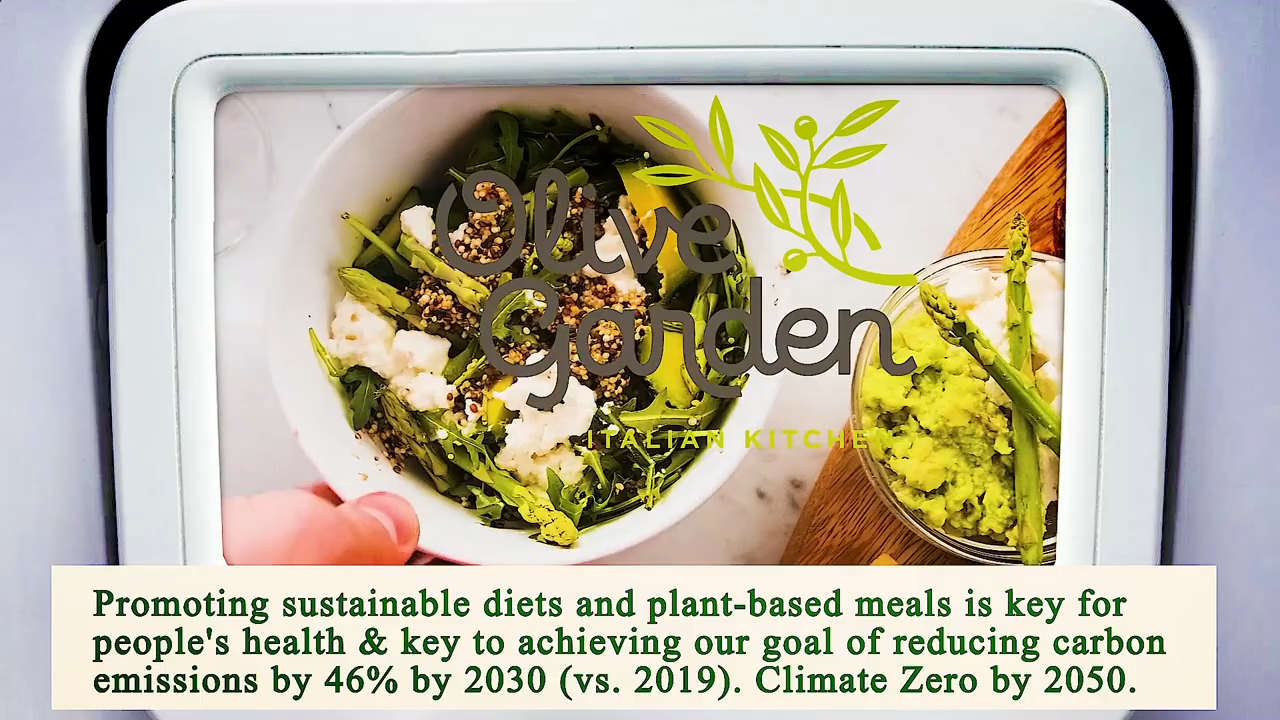 Olive
Garden
ITALIAN KITCHEN
Promoting sustainable diets and plant-based meals is key for
people's health & key to achieving our goal of reducing carbon
emissions by 46% by 2030 (vs. 2019). Climate Zero by 2050.